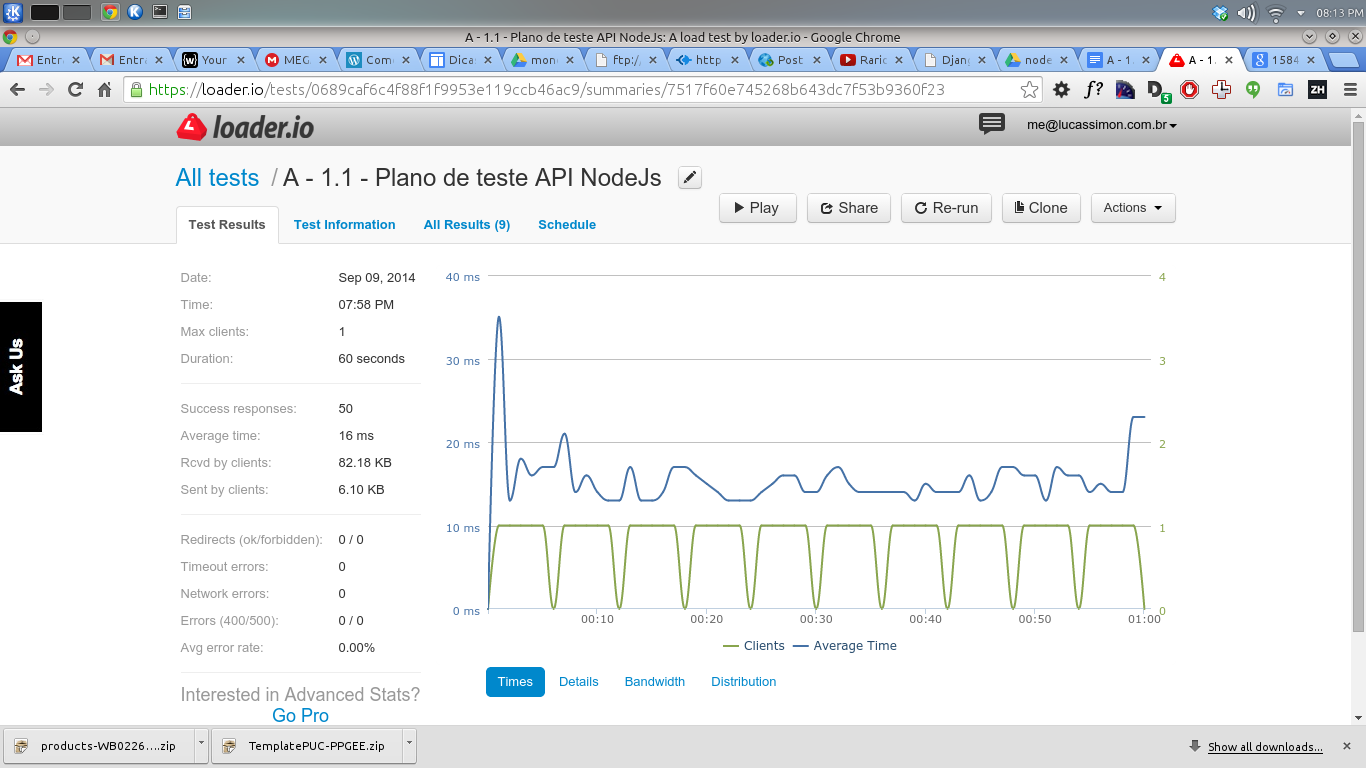 08:13 PM
A - 1.1 - Plano de teste API NodeJs: A load test by loader.io - Google Chrome
Entr Entr Your MEG Com Dica mon ftp:/ http Post Raric Djan node A - 1. A - 1. 1584
https://loader.io/tests/0689caf6c4f88f1f9953e119ccb46ac9/summaries/7517f60e745268b643dc7f53b9360f23 f? D 5 ZH
loader.io me@lucassimon.com.br
All tests / A - 1.1 - Plano de teste API NodeJs
Play Share Re-run Clone Actions
Test Results Test Information All Results (9) Schedule
Date: Sep 09, 2014
Time: 07:58 PM
Max clients: 1
Duration: 60 seconds
Success responses: 50
Average time: 16 ms
Rcvd by clients: 82.18 KB
Sent by clients: 6.10 KB
Redirects (ok/forbidden): 0 / 0
Timeout errors: 0
Network errors: 0
Errors (400/500): 0 / 0
Avg error rate: 0.00%
Interested in Advanced Stats?
Go Pro
Ask Us
40 ms 4
30 ms 3
20 ms 2
10 ms 1
0 ms 0
00:10 00:20 00:30 00:40 00:50 01:00
Clients Average Time
Times Details Bandwidth Distribution
products-WB0226....zip TemplatePUC-PPGEE.zip Show all downloads...